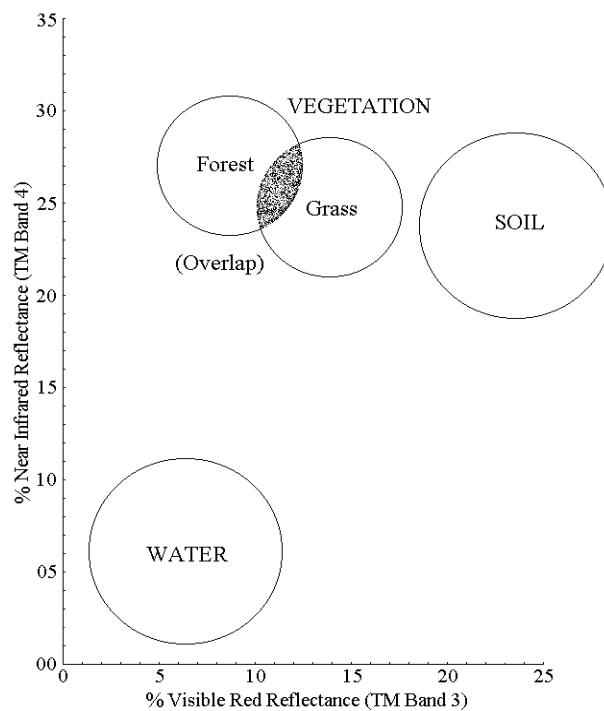 35
VEGETATION
30
Forest
25
Grass
SOIL
(Overlap)
20
15
10
WATER
05
00
0 5 10 15 20 25
% Near Infrared Reflectance (TM Band 4)
% Visible Red Reflectance (TM Band 3)